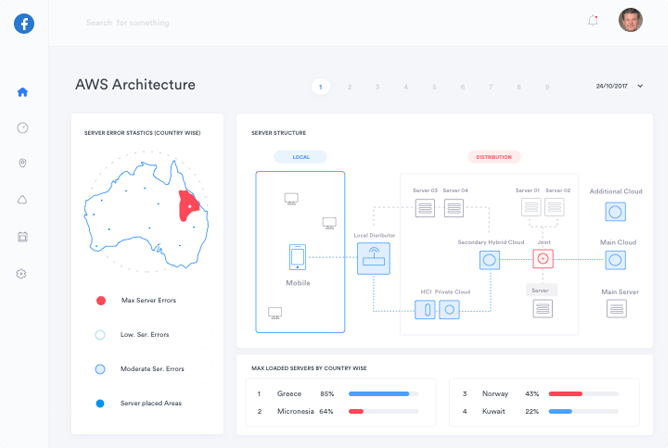 f
Search for something
AWS Architecture
1 2 3 4 5 6 7 8 9
24/10/2017
SERVER ERROR STASTICS (COUNTRY WISE)
Max Server Errors
Low. Ser. Errors
Moderate Ser. Errors
Server placed Areas
SERVER STRUCTURE
LOCAL
DISTRIBUTION
Mobile
Local Disributor
Server 03 Server 04
Server 01 Server 02
Additional Cloud
Secondary Hybrid Cloud
Joint
Main Cloud
HCI Private Cloud
Server
Main Server
MAX LOADED SERVERS BY COUNTRY WISE
1 Greece 85%
2 Micronesia 64%
3 Norway 43%
4 Kuwait 22%